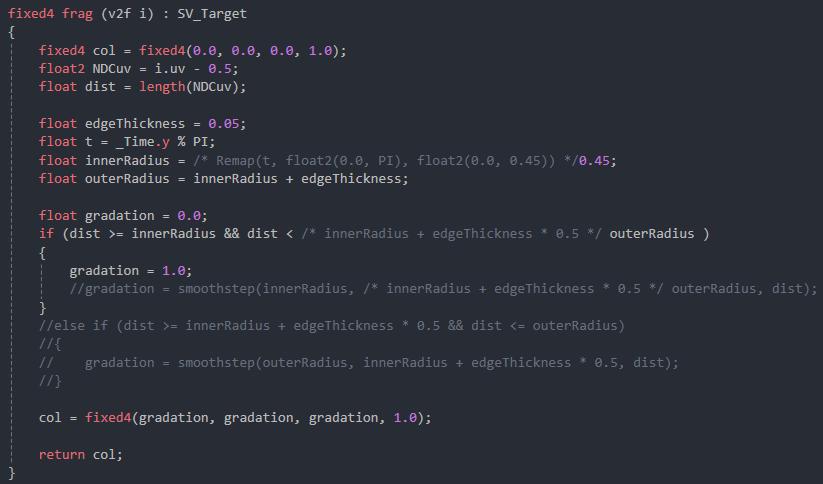 fixed4 frag (v2f i) : SV_Target
{
    fixed4 col = fixed4(0.0, 0.0, 0.0, 1.0);
    float2 NDCuv = i.uv - 0.5;
    float dist = length(NDCuv);

    float edgeThickness = 0.05;
    float t = _Time.y % PI;
    float innerRadius = /* Remap(t, float2(0.0, PI), float2(0.0, 0.45)) */0.45;
    float outerRadius = innerRadius + edgeThickness;

    float gradation = 0.0;
    if (dist >= innerRadius && dist < /* innerRadius + edgeThickness * 0.5 */ outerRadius )
    {
        gradation = 1.0;
        //gradation = smoothstep(innerRadius, /* innerRadius + edgeThickness * 0.5 */ outerRadius, dist);
    }
    //else if (dist >= innerRadius + edgeThickness * 0.5 && dist <= outerRadius)
    //{
    //    gradation = smoothstep(outerRadius, innerRadius + edgeThickness * 0.5, dist);
    //}

    col = fixed4(gradation, gradation, gradation, 1.0);

    return col;
}